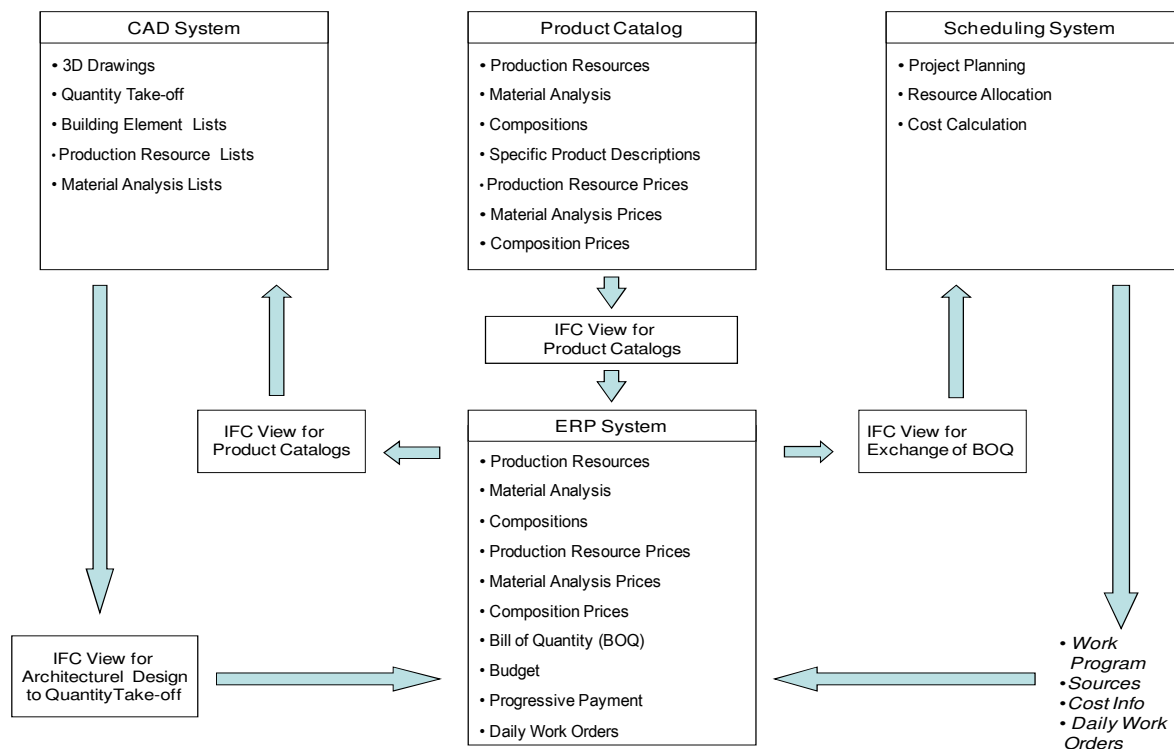 CAD System
• 3D Drawings
• Quantity Take-off
• Building Element Lists
• Production Resource Lists
• Material Analysis Lists
Product Catalog
• Production Resources
• Material Analysis
• Compositions
• Specific Product Descriptions
• Production Resource Prices
• Material Analysis Prices
• Composition Prices
Scheduling System
• Project Planning
• Resource Allocation
• Cost Calculation
IFC View for
Product Catalogs
IFC View for
Product Catalogs
ERP System
• Production Resources
• Material Analysis
• Compositions
• Production Resource Prices
• Material Analysis Prices
• Composition Prices
• Bill of Quantity (BOQ)
• Budget
• Progressive Payment
• Daily Work Orders
IFC View for
Exchange of BOQ
IFC View for
Architecturel Design
to QuantityTake-off
• Work
Program
• Sources
• Cost Info
• Daily Work
Orders